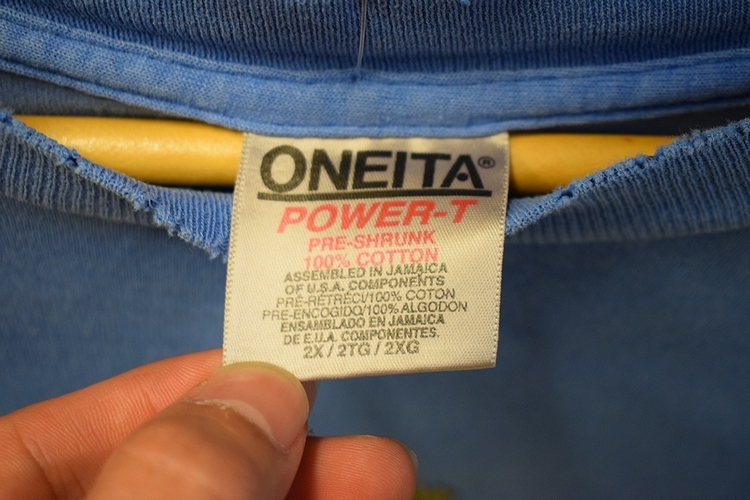 ONEITA®
POWER-T
PRE-SHRUNK
100% COTTON
ASSEMBLED IN JAMAICA
OF U.S.A. COMPONENTS
PRÉ-RÉTRÉCI/100% COTON
PRE-ENCOGIDO/100% ALGODON
ENSAMBLADO EN JAMAICA
DE E.U.A. COMPONENTES.
2X / 2TG / 2XG